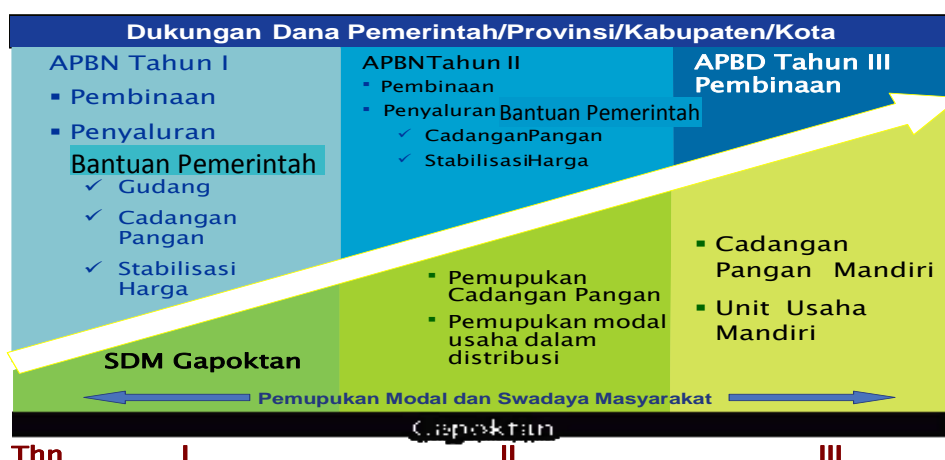 Dukungan Dana Pemerintah/Provinsi/Kabupaten/Kota
APBN Tahun I
▪ Pembinaan
▪ Penyaluran
Bantuan Pemerintah
✓ Gudang
✓ Cadangan
Pangan
✓ Stabilisasi
Harga
APBNTahun II
▪ Pembinaan
▪ Penyaluran Bantuan Pemerintah
✓ CadanganPangan
✓ StabilisasiHarga
APBD Tahun III
Pembinaan
SDM Gapoktan
▪ Pemupukan
Cadangan Pangan
▪ Pemupukan modal
usaha dalam
distribusi
▪ Cadangan
Pangan Mandiri
▪ Unit Usaha
Mandiri
Pemupukan Modal dan Swadaya Masyarakat
Gapoktan
Thn I II III